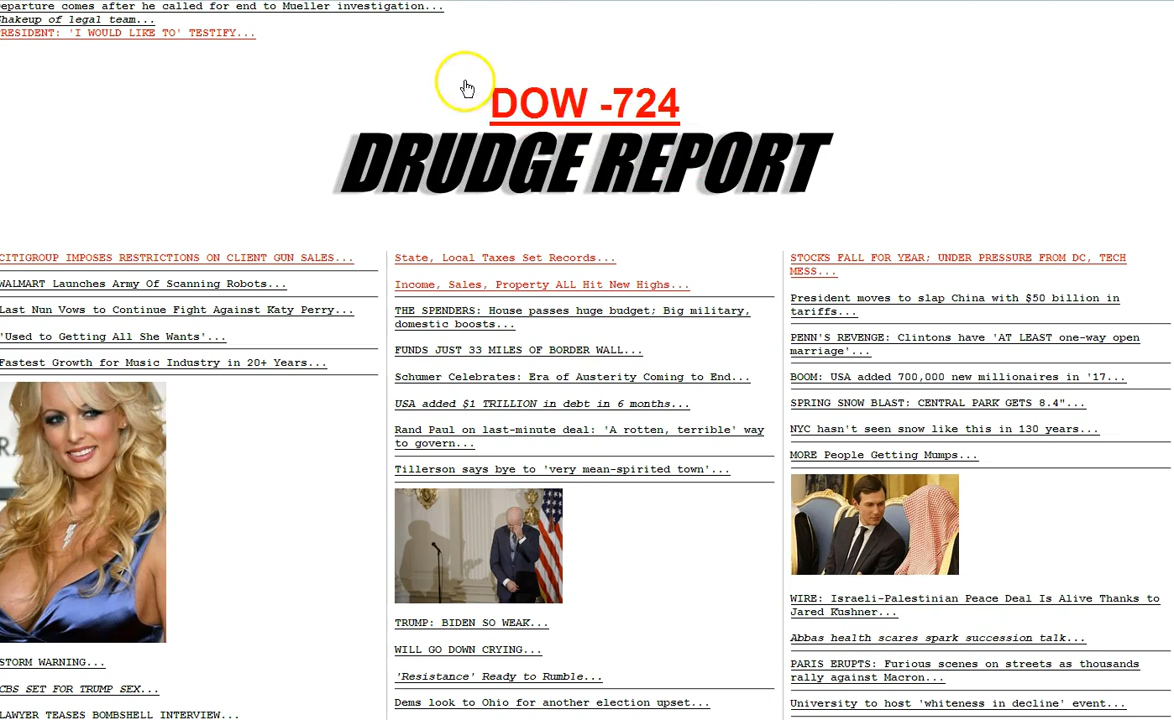 Departure comes after he called for end to Mueller investigation...
Shakeup of legal team...
PRESIDENT: 'I WOULD LIKE TO' TESTIFY...
DOW -724
DRUDGE REPORT
CITIGROUP IMPOSES RESTRICTIONS ON CLIENT GUN SALES...
WALMART Launches Army Of Scanning Robots...
Last Nun Vows to Continue Fight Against Katy Perry...
'Used to Getting All She Wants'...
Fastest Growth for Music Industry in 20+ Years...
STORM WARNING...
CBS SET FOR TRUMP SEX...
LAWYER TEASES BOMBSHELL INTERVIEW...
State, Local Taxes Set Records...
Income, Sales, Property ALL Hit New Highs...
THE SPENDERS: House passes huge budget; Big military,
domestic boosts...
FUNDS JUST 33 MILES OF BORDER WALL...
Schumer Celebrates: Era of Austerity Coming to End...
USA added $1 TRILLION in debt in 6 months...
Rand Paul on last-minute deal: 'A rotten, terrible' way
to govern...
Tillerson says bye to 'very mean-spirited town'...
TRUMP: BIDEN SO WEAK...
WILL GO DOWN CRYING...
'Resistance' Ready to Rumble...
Dems look to Ohio for another election upset...
STOCKS FALL FOR YEAR; UNDER PRESSURE FROM DC, TECH
MESS...
President moves to slap China with $50 billion in
tariffs...
PENN'S REVENGE: Clintons have 'AT LEAST one-way open
marriage'...
BOOM: USA added 700,000 new millionaires in '17...
SPRING SNOW BLAST: CENTRAL PARK GETS 8.4"...
NYC hasn't seen snow like this in 130 years...
MORE People Getting Mumps...
WIRE: Israeli-Palestinian Peace Deal Is Alive Thanks to
Jared Kushner...
Abbas health scares spark succession talk...
PARIS ERUPTS: Furious scenes on streets as thousands
rally against Macron...
University to host 'whiteness in decline' event...